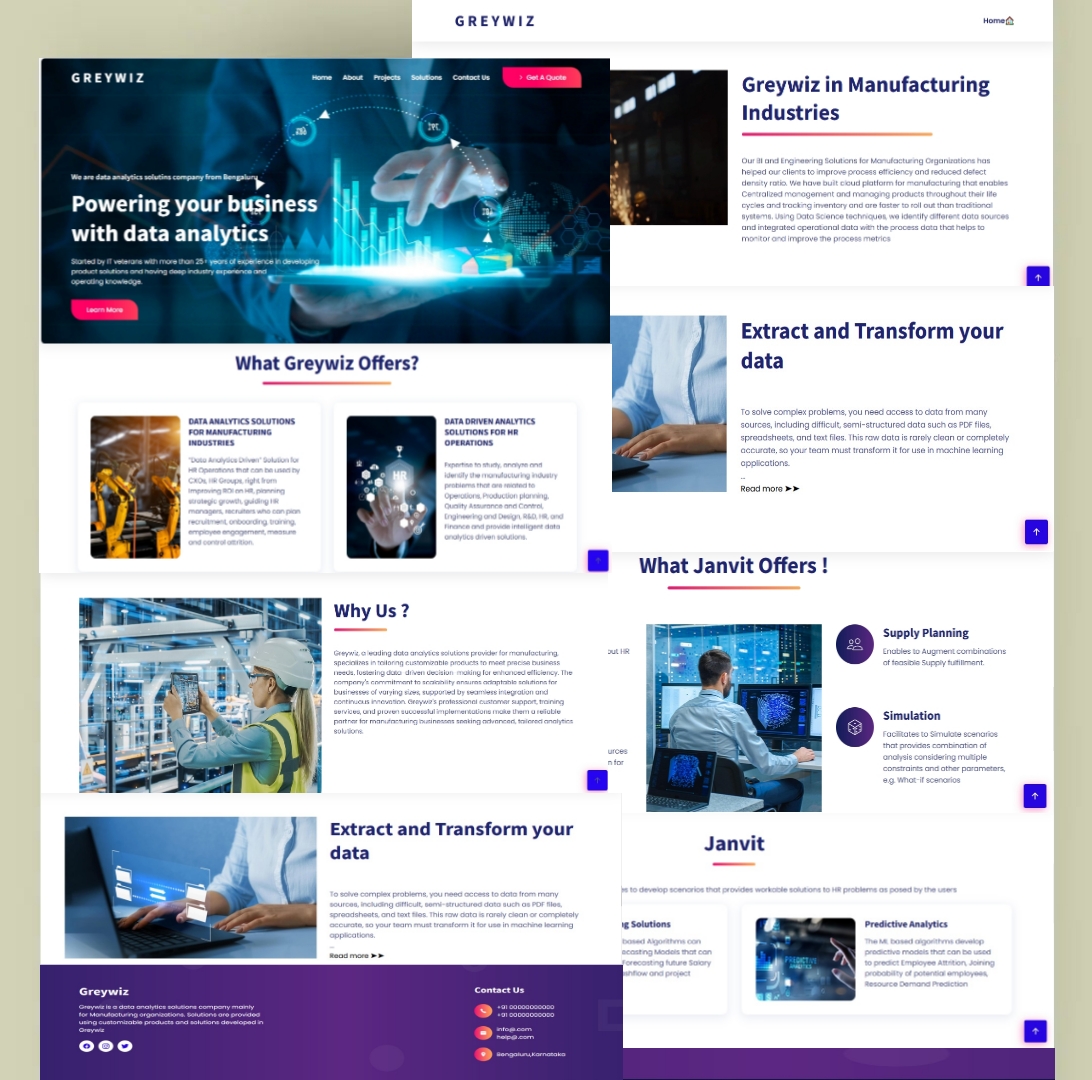 GREYWIZ
Home
GREYWIZ
Home
About
Projects
Solutions
Contact Us
Get A Quote
We are data analytics solutins company from Bengaluru
Powering your business
with data analytics
Started by IT veterans with more than 25+ years of experience in developing
product solutions and having deep industry experience and
operating knowledge.
Learn More
What Greywiz Offers?
DATA ANALYTICS SOLUTIONS
FOR MANUFACTURING
INDUSTRIES
"Data Analytics Driven" Solution for
HR Operations that can be used by
CXOs, HR Groups, right from
improving ROI on HR, planning
strategic growth, guiding HR
managers, recruiters who can plan
recruitment, onboarding, training,
employee engagement, measure
and control attrition.
HR
DATA DRIVEN ANALYTICS
SOLUTIONS FOR HR
OPERATIONS
Expertise to study, analyze and
Identify the manufacturing industry
problems that are related to
Operations, Production planning,
Quality Assurance and Control,
Engineering and Design, R&D, HR, and
Finance and provide intelligent data
analytics driven solutions.
Why Us ?
Greywiz, a leading data analytics solutions provider for manufacturing,
specializes in tailoring customizable products to meet precise business
needs, fostering data-driven decision-making for enhanced efficiency. The
company's commitment to scalability ensures adaptable solutions for
businesses of varying sizes, supported by seamless integration and
continuous innovation. Greywiz's professional customer support, training
services, and proven successful implementations make them a reliable
partner for manufacturing businesses seeking advanced, tailored analytics
solutions.
Extract and Transform your
data
To solve complex problems, you need access to data from many
sources, including difficult, semi-structured data such as PDF files,
spreadsheets, and text files. This raw data is rarely clean or completely
accurate, so your team must transform it for use in machine learning
applications.
...
Read more ➤➤
Greywiz
Greywiz is a data analytics solutions company mainly
for Manufacturing organizations. Solutions are provided
using customizable products and solutions developed in
Greywiz
Contact Us
+91 00000000000
+91 00000000000
info@.com
help@.com
Bengaluru,Karnataka
Greywiz in Manufacturing
Industries
Our BI and Engineering Solutions for Manufacturing Organizations has
helped our clients to improve process efficiency and reduced defect
density ratio. We have built cloud platform for manufacturing that enables
Centralized management and managing products throughout their life
cycles and tracking inventory and are faster to roll out than traditional
systems. Using Data Science techniques, we identify different data sources
and integrated operational data with the process data that helps to
monitor and improve the process metrics
Extract and Transform your
data
To solve complex problems, you need access to data from many
sources, including difficult, semi-structured data such as PDF files,
spreadsheets, and text files. This raw data is rarely clean or completely
accurate, so your team must transform it for use in machine learning
applications.
...
Read more ➤➤
What Janvit Offers !
out HR
urces
n for
Supply Planning
Enables to Augment combinations
of feasible Supply fulfillment.
Simulation
Facilitates to Simulate scenarios
that provides combination of
analysis considering multiple
constraints and other parameters,
e.g. What-if scenarios
Janvit
es to develop scenarios that provides workable solutions to HR problems as posed by the users
ng Solutions
based Algorithms can
ecasting Models that can
Forecasting future Salary
shflow and project
PREDICTIVE
ANALYTICS
Predictive Analytics
The ML based algorithms develop
predictive models that can be used
to predict Employee Attrition, Joining
probability of potential employees,
Resource Demand Prediction